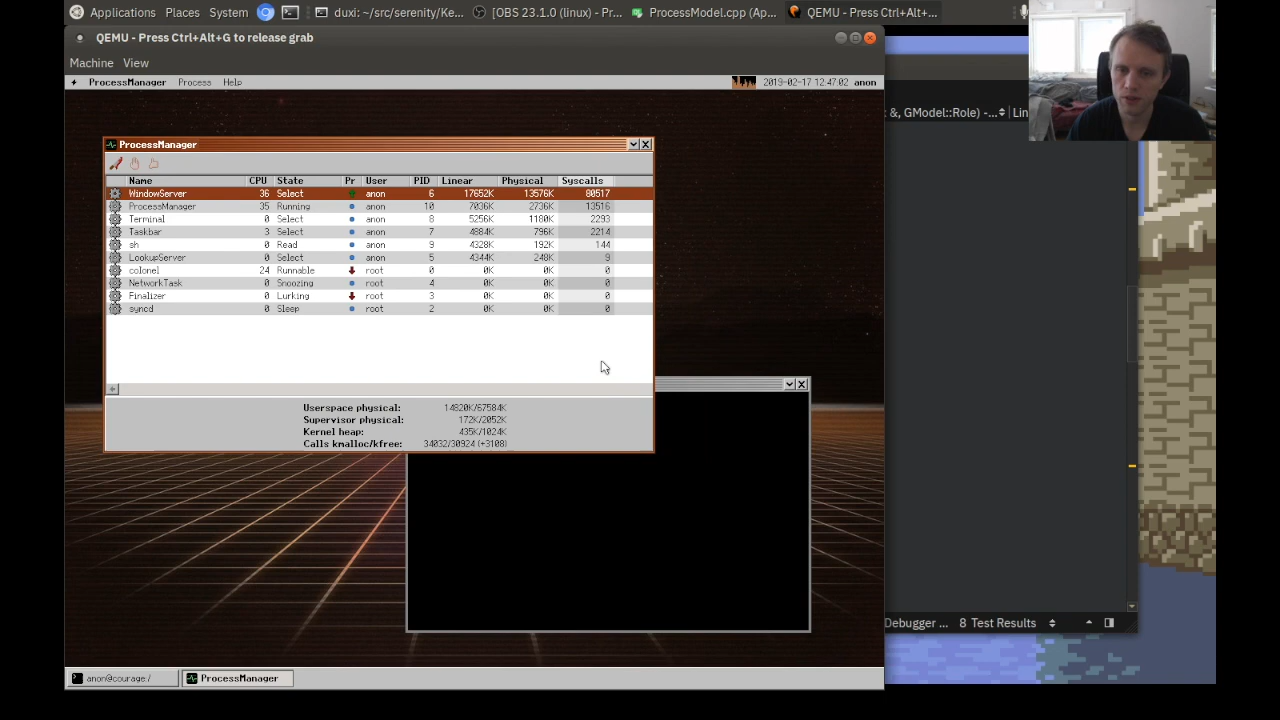 Applications Places System duxi: ~/src/serenity/Ke... [OBS 23.1.0 (linux) - Pr... ProcessModel.cpp (Ap... QEMU - Press Ctrl+Alt+...
QEMU - Press Ctrl+Alt+G to release grab
Machine View
ProcessManager Process Help 2019-02-17 12:47:02 anon
&, GModel::Role) -... Lin
ProcessManager
Name CPU State Pr User PID Linear Physical Syscalls
WindowServer 36 Select anon 6 17652K 13576K 80517
ProcessManager 35 Running anon 10 7036K 2736K 13516
Terminal 0 Select anon 8 5256K 1180K 2293
Taskbar 3 Select anon 7 4884K 796K 2214
sh 0 Read anon 9 4328K 192K 144
LookupServer 0 Select anon 5 4344K 248K 9
colonel 24 Runnable root 0 0K 0K 0
NetworkTask 0 Snoozing root 4 0K 0K 0
Finalizer 0 Lurking root 3 0K 0K 0
syncd 0 Sleep root 2 0K 0K 0
Userspace physical: 14820K/67584K
Supervisor physical: 172K/2052K
Kernel heap: 435K/1024K
Calls kmalloc/kfree: 34032/30924 (+3108)
Debugger ... 8 Test Results
anon@courage:/ ProcessManager